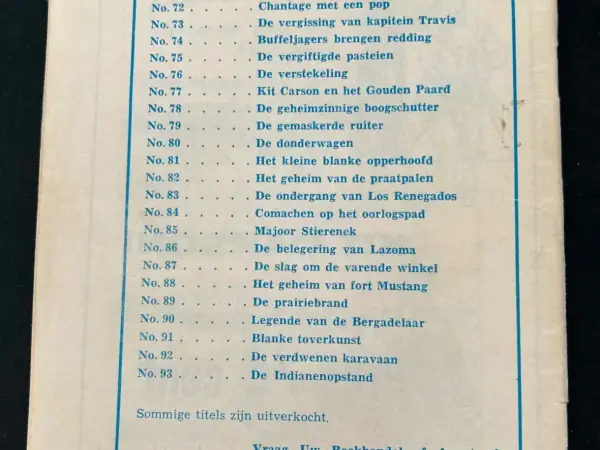 No. 72 . . . . . Chantage met een pop
No. 73 . . . . . De vergissing van kapitein Travis
No. 74 . . . . . Buffeljagers brengen redding
No. 75 . . . . . De vergiftigde pasteien
No. 76 . . . . . De verstekeling
No. 77 . . . . . Kit Carson en het Gouden Paard
No. 78 . . . . . De geheimzinnige boogschutter
No. 79 . . . . . De gemaskerde ruiter
No. 80 . . . . . De donderwagen
No. 81 . . . . . Het kleine blanke opperhoofd
No. 82 . . . . . Het geheim van de praatpalen
No. 83 . . . . . De ondergang van Los Renegados
No. 84 . . . . . Comachen op het oorlogspad
No. 85 . . . . . Majoor Stierenek
No. 86 . . . . . De belegering van Lazoma
No. 87 . . . . . De slag om de varende winkel
No. 88 . . . . . Het geheim van fort Mustang
No. 89 . . . . . De prairiebrand
No. 90 . . . . . Legende van de Bergadelaar
No. 91 . . . . . Blanke toverkunst
No. 92 . . . . . De verdwenen karavaan
No. 93 . . . . . De Indianenopstand
Sommige titels zijn uitverkocht.
Vraag Uw Boekhandel